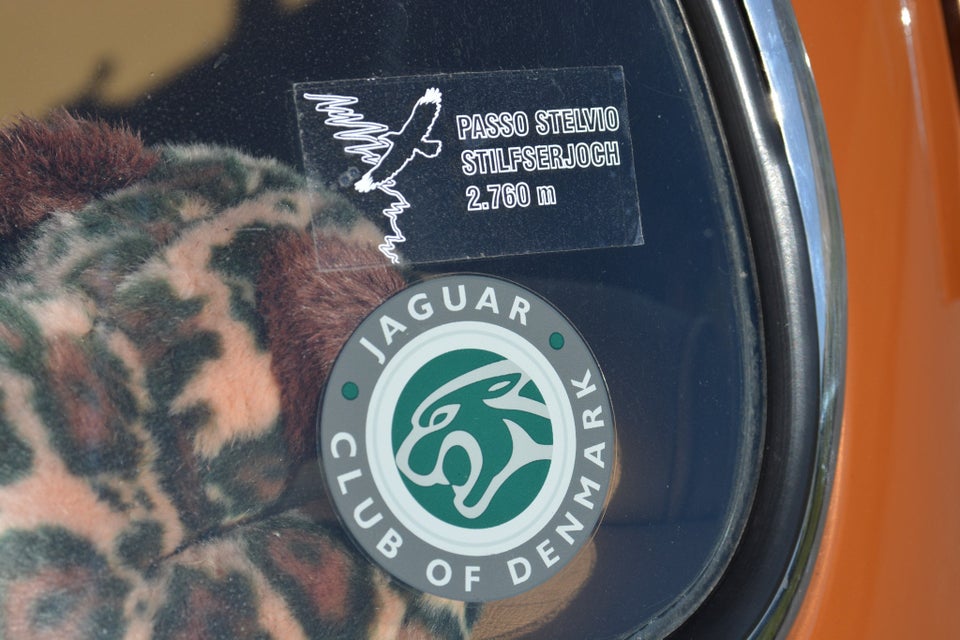 PASSO STELVIO
STILFSERJOCH
2.760 m
JAGUAR
CLUB OF DENMARK